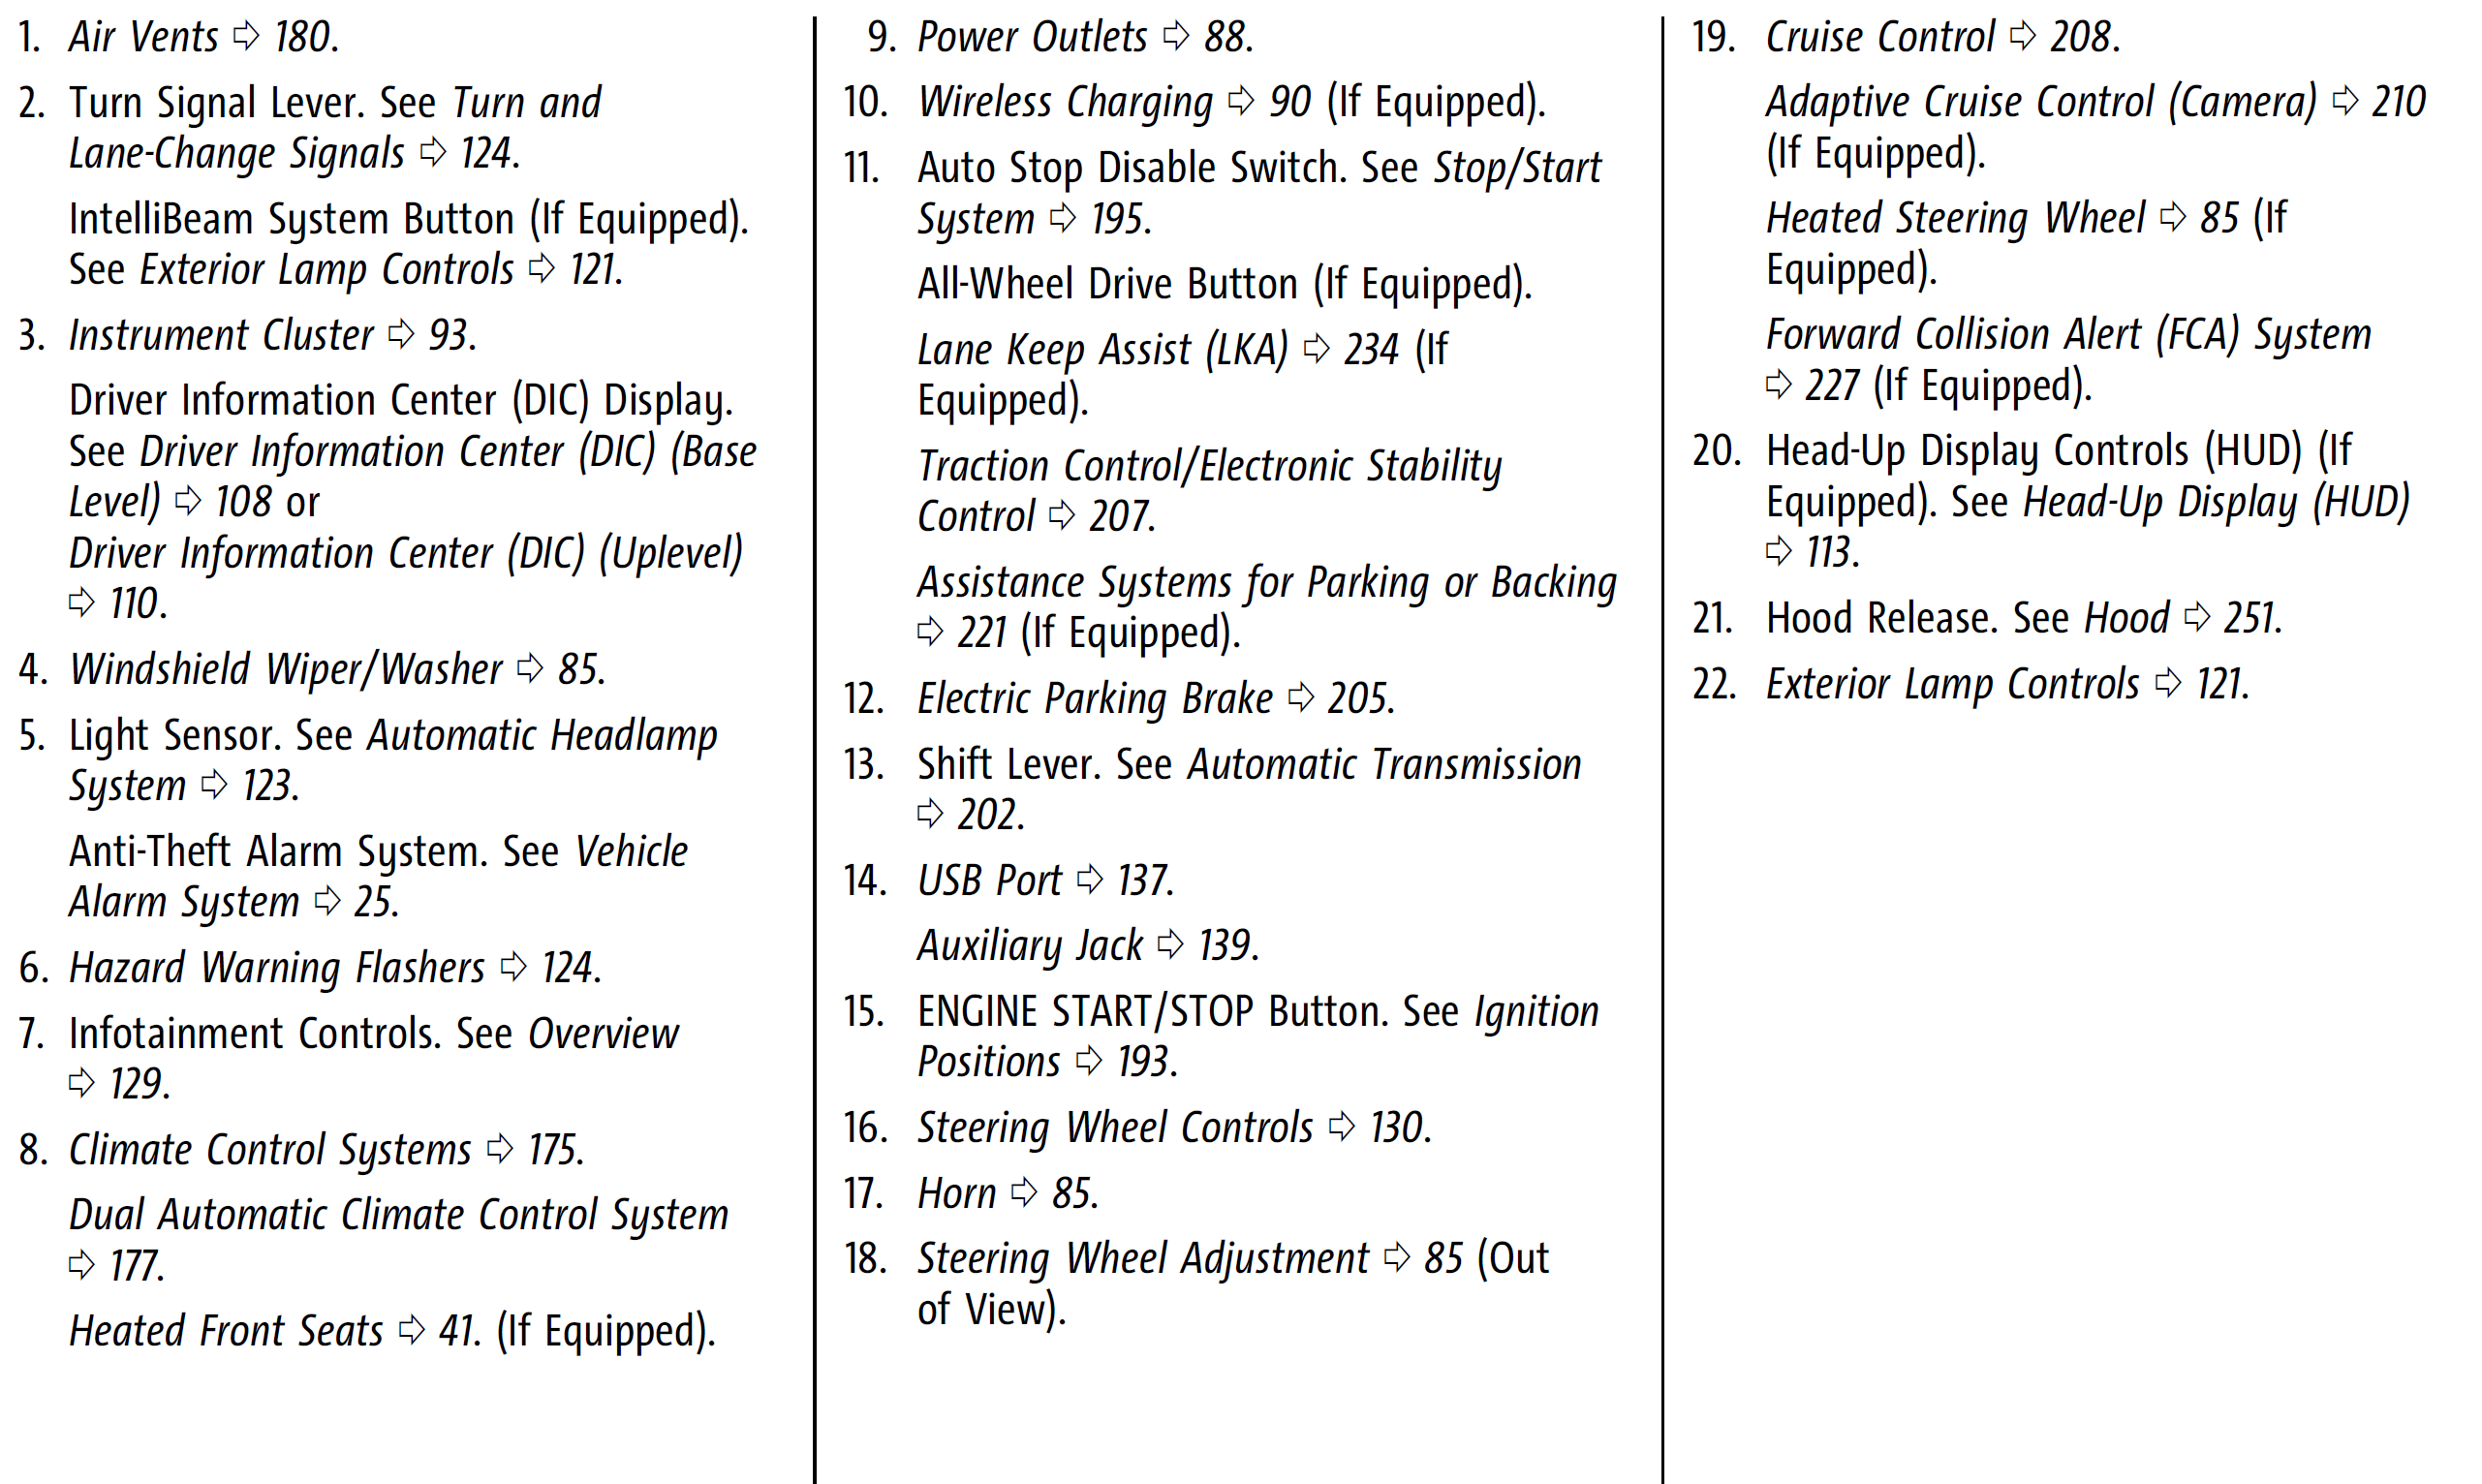 1. Air Vents ⇨ 180.
2. Turn Signal Lever. See Turn and
Lane-Change Signals ⇨ 124.
IntelliBeam System Button (If Equipped).
See Exterior Lamp Controls ⇨ 121.
3. Instrument Cluster ⇨ 93.
Driver Information Center (DIC) Display.
See Driver Information Center (DIC) (Base
Level) ⇨ 108 or
Driver Information Center (DIC) (Uplevel)
⇨ 110.
4. Windshield Wiper/Washer ⇨ 85.
5. Light Sensor. See Automatic Headlamp
System ⇨ 123.
Anti-Theft Alarm System. See Vehicle
Alarm System ⇨ 25.
6. Hazard Warning Flashers ⇨ 124.
7. Infotainment Controls. See Overview
⇨ 129.
8. Climate Control Systems ⇨ 175.
Dual Automatic Climate Control System
⇨ 177.
Heated Front Seats ⇨ 41. (If Equipped).
9. Power Outlets ⇨ 88.
10. Wireless Charging ⇨ 90 (If Equipped).
11. Auto Stop Disable Switch. See Stop/Start
System ⇨ 195.
All-Wheel Drive Button (If Equipped).
Lane Keep Assist (LKA) ⇨ 234 (If
Equipped).
Traction Control/Electronic Stability
Control ⇨ 207.
Assistance Systems for Parking or Backing
⇨ 221 (If Equipped).
12. Electric Parking Brake ⇨ 205.
13. Shift Lever. See Automatic Transmission
⇨ 202.
14. USB Port ⇨ 137.
Auxiliary Jack ⇨ 139.
15. ENGINE START/STOP Button. See Ignition
Positions ⇨ 193.
16. Steering Wheel Controls ⇨ 130.
17. Horn ⇨ 85.
18. Steering Wheel Adjustment ⇨ 85 (Out
of View).
19. Cruise Control ⇨ 208.
Adaptive Cruise Control (Camera) ⇨ 210
(If Equipped).
Heated Steering Wheel ⇨ 85 (If
Equipped).
Forward Collision Alert (FCA) System
⇨ 227 (If Equipped).
20. Head-Up Display Controls (HUD) (If
Equipped). See Head-Up Display (HUD)
⇨ 113.
21. Hood Release. See Hood ⇨ 251.
22. Exterior Lamp Controls ⇨ 121.